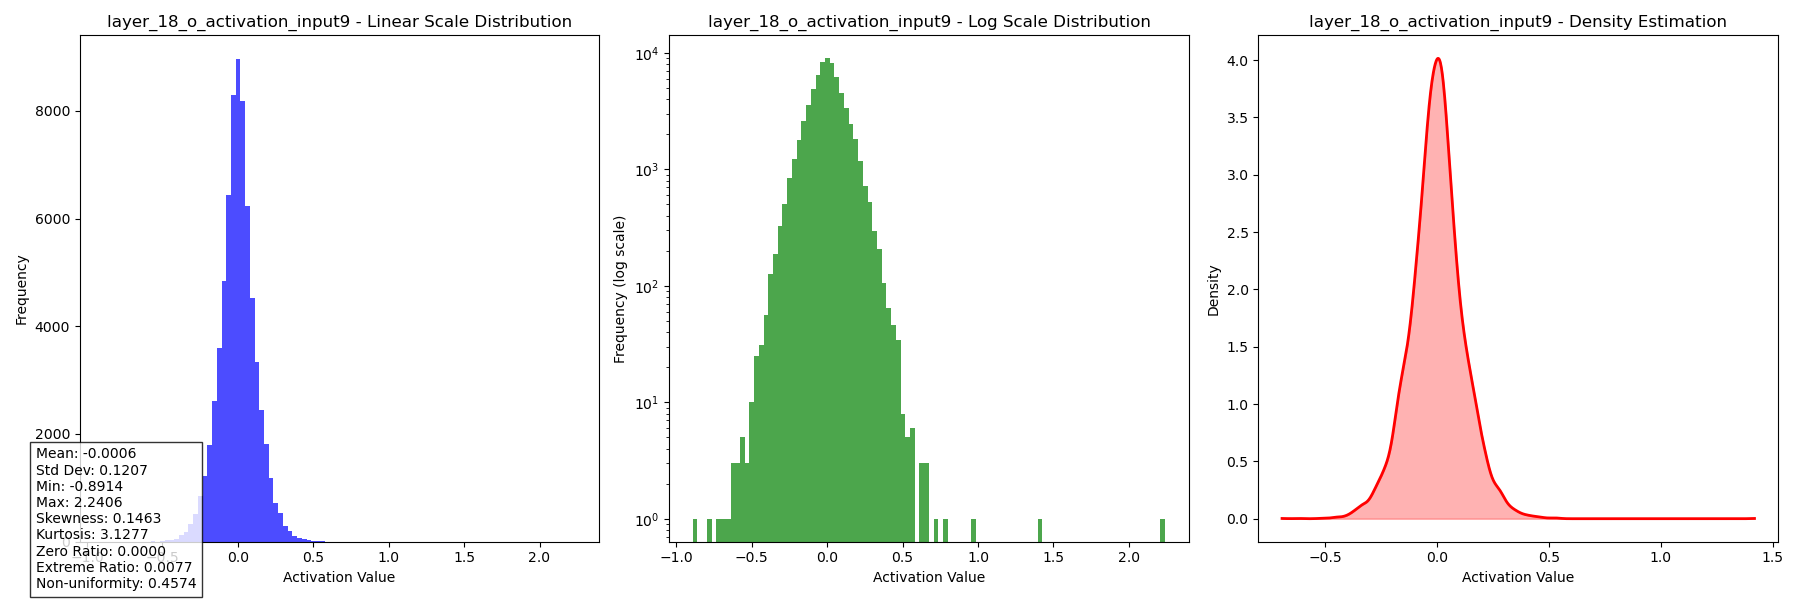 layer_18_o_activation_input9 - Linear Scale Distribution
Frequency
8000
6000
4000
2000
0.0
0.5
1.0
1.5
2.0
Activation Value
Mean: -0.0006
Std Dev: 0.1207
Min: -0.8914
Max: 2.2406
Skewness: 0.1463
Kurtosis: 3.1277
Zero Ratio: 0.0000
Extreme Ratio: 0.0077
Non-uniformity: 0.4574
layer_18_o_activation_input9 - Log Scale Distribution
Frequency (log scale)
10⁴
10³
10²
10¹
10⁰
−1.0
−0.5
0.0
0.5
1.0
1.5
2.0
Activation Value
layer_18_o_activation_input9 - Density Estimation
Density
4.0
3.5
3.0
2.5
2.0
1.5
1.0
0.5
0.0
−0.5
0.0
0.5
1.0
1.5
Activation Value